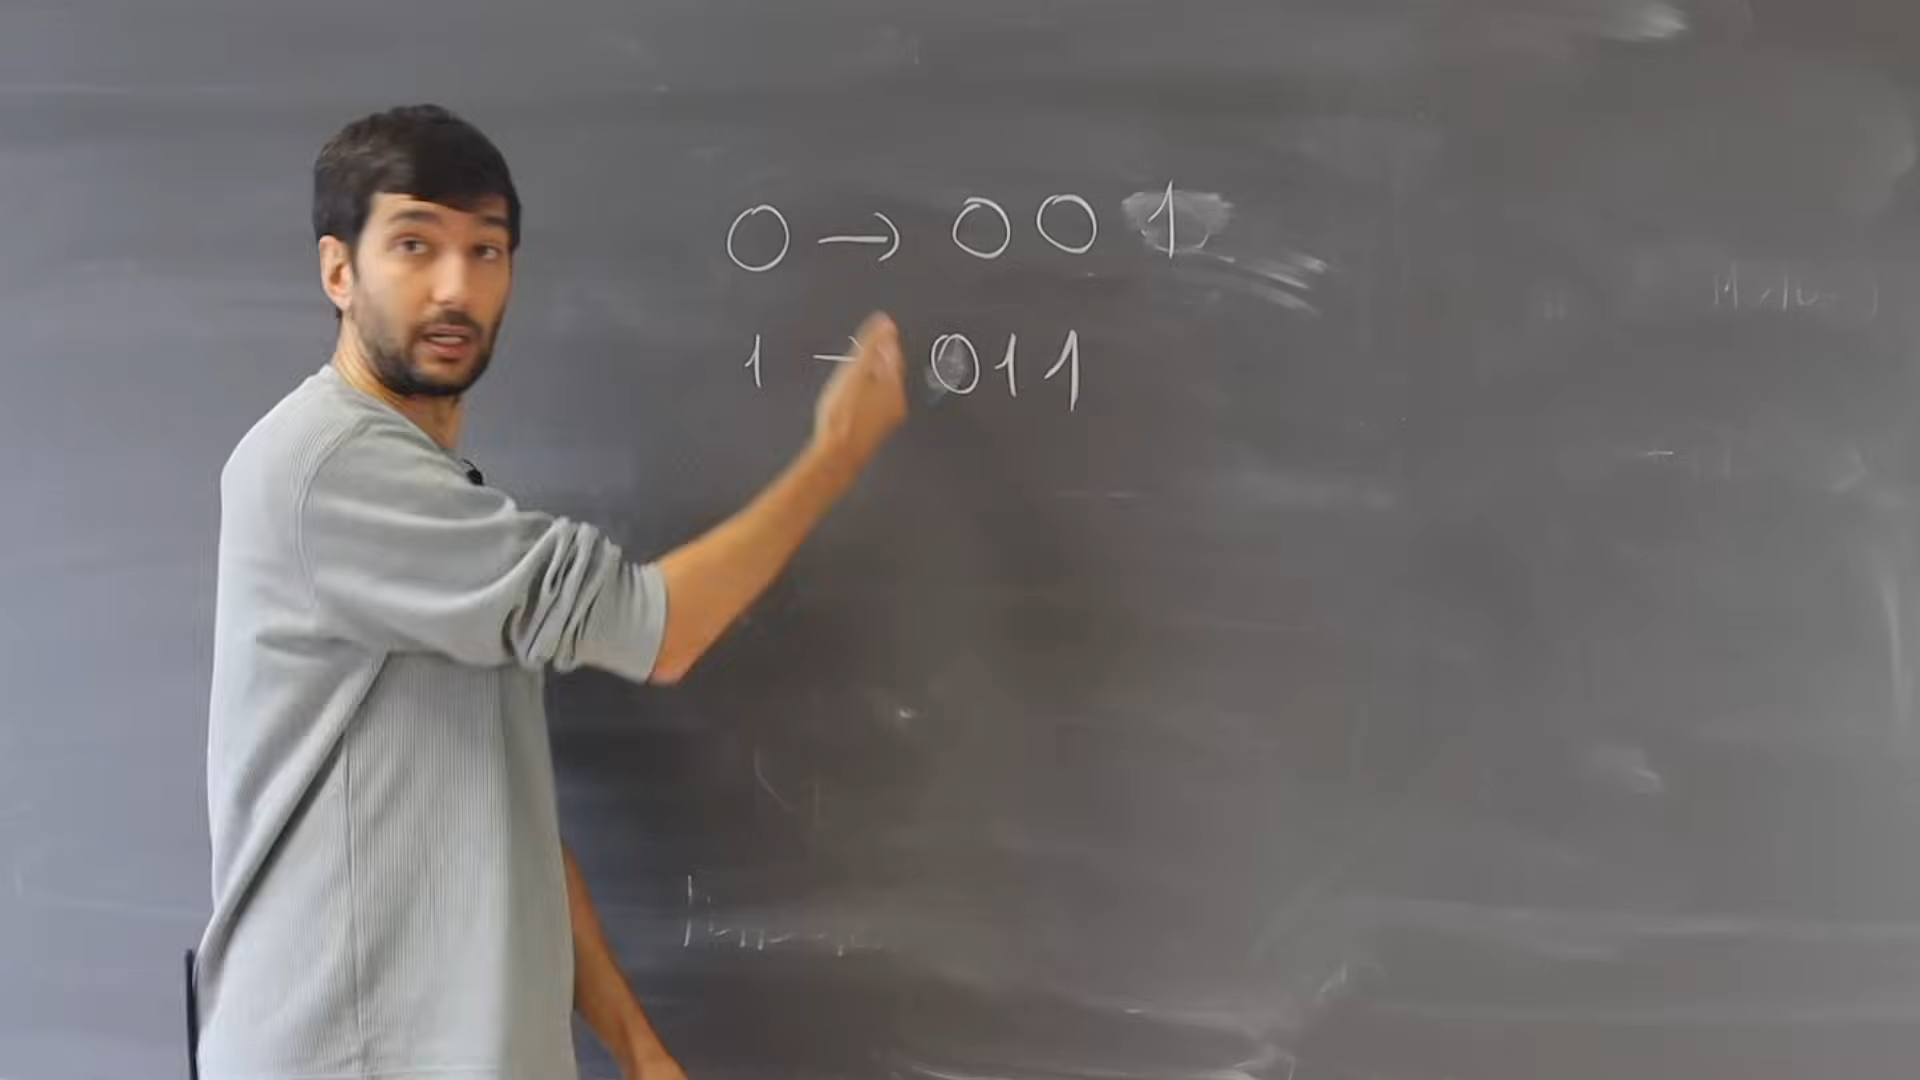 0 → 001
1 → 011